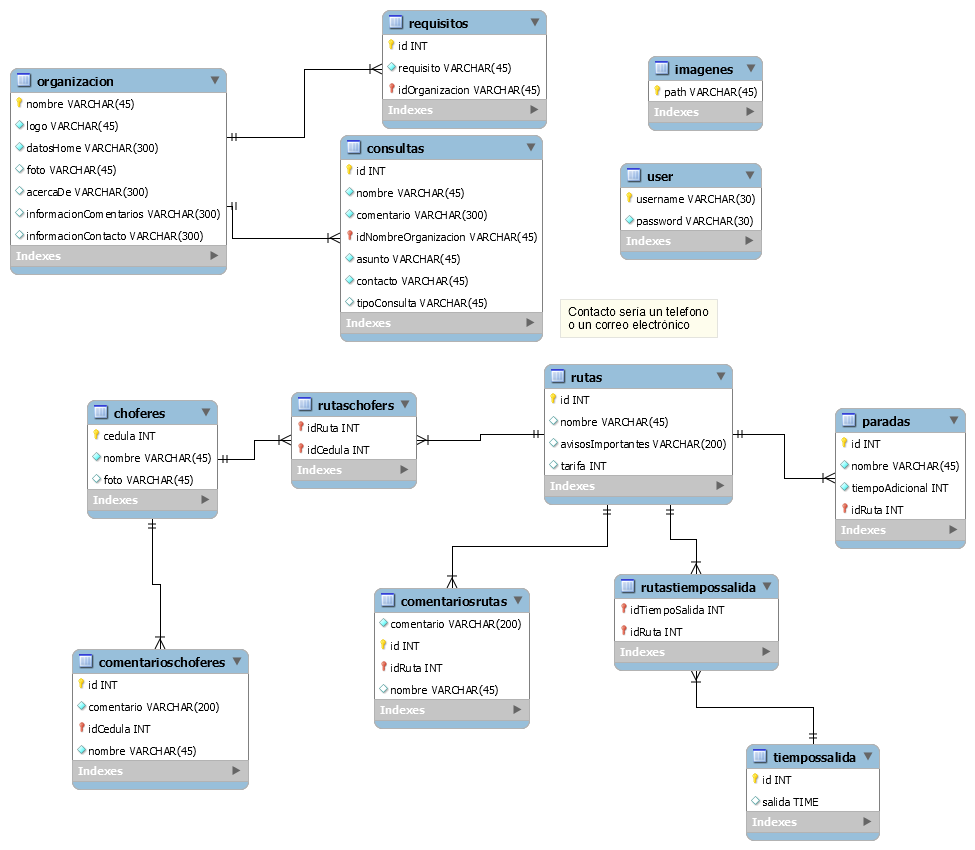 requisitos
id INT
requisito VARCHAR(45)
idOrganizacion VARCHAR(45)
Indexes
organizacion
nombre VARCHAR(45)
logo VARCHAR(45)
datosHome VARCHAR(300)
foto VARCHAR(45)
acercaDe VARCHAR(300)
informacionComentarios VARCHAR(300)
informacionContacto VARCHAR(300)
Indexes
imagenes
path VARCHAR(45)
Indexes
consultas
id INT
nombre VARCHAR(45)
comentario VARCHAR(300)
idNombreOrganizacion VARCHAR(45)
asunto VARCHAR(45)
contacto VARCHAR(45)
tipoConsulta VARCHAR(45)
Indexes
user
username VARCHAR(30)
password VARCHAR(30)
Indexes
Contacto sería un telefono
o un correo electrónico
choferes
cedula INT
nombre VARCHAR(45)
foto VARCHAR(45)
Indexes
rutaschofers
idRuta INT
idCedula INT
Indexes
rutas
id INT
nombre VARCHAR(45)
avisosImportantes VARCHAR(200)
tarifa INT
Indexes
paradas
id INT
nombre VARCHAR(45)
tiempoAdicional INT
idRuta INT
Indexes
comentarioschoferes
id INT
comentario VARCHAR(200)
idCedula INT
nombre VARCHAR(45)
Indexes
comentariosrutas
comentario VARCHAR(200)
id INT
idRuta INT
nombre VARCHAR(45)
Indexes
rutastiempossalida
idTiempoSalida INT
idRuta INT
Indexes
tiempossalida
id INT
salida TIME
Indexes